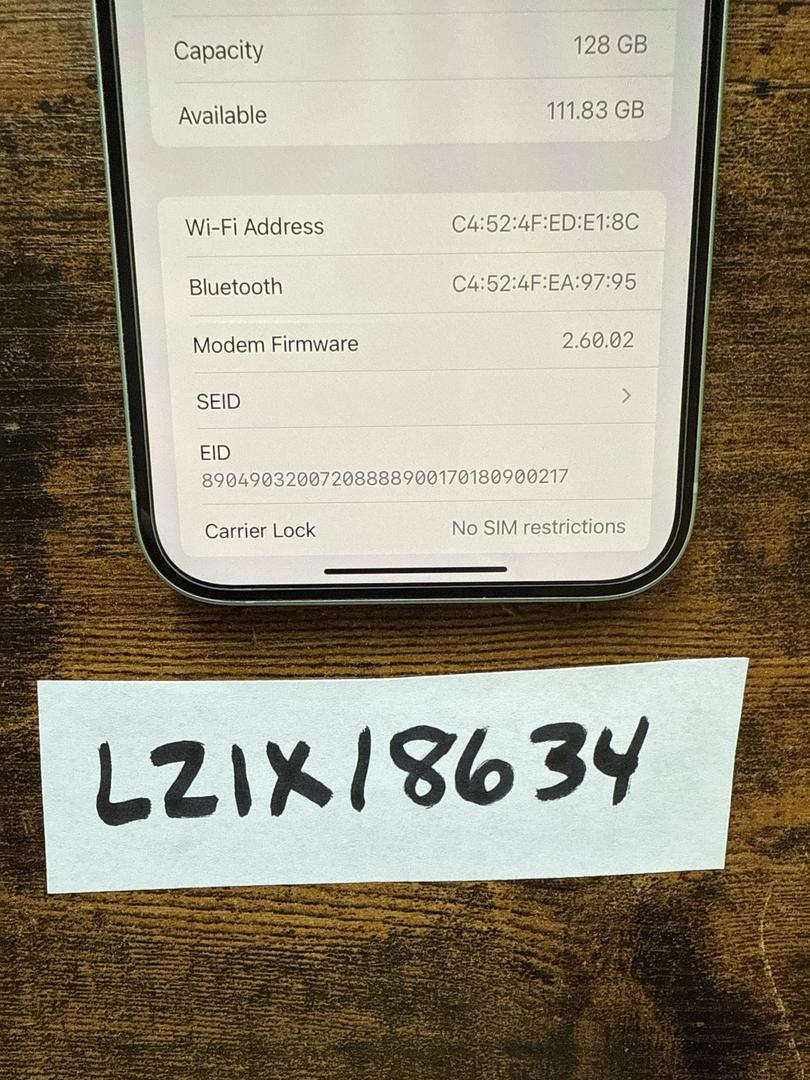 Capacity 128 GB
Available 111.83 GB
Wi-Fi Address C4:52:4F:ED:E1:8C
Bluetooth C4:52:4F:EA:97:95
Modem Firmware 2.60.02
SEID
EID
89049032007208888900170180900217
Carrier Lock No SIM restrictions
LZ1X18634